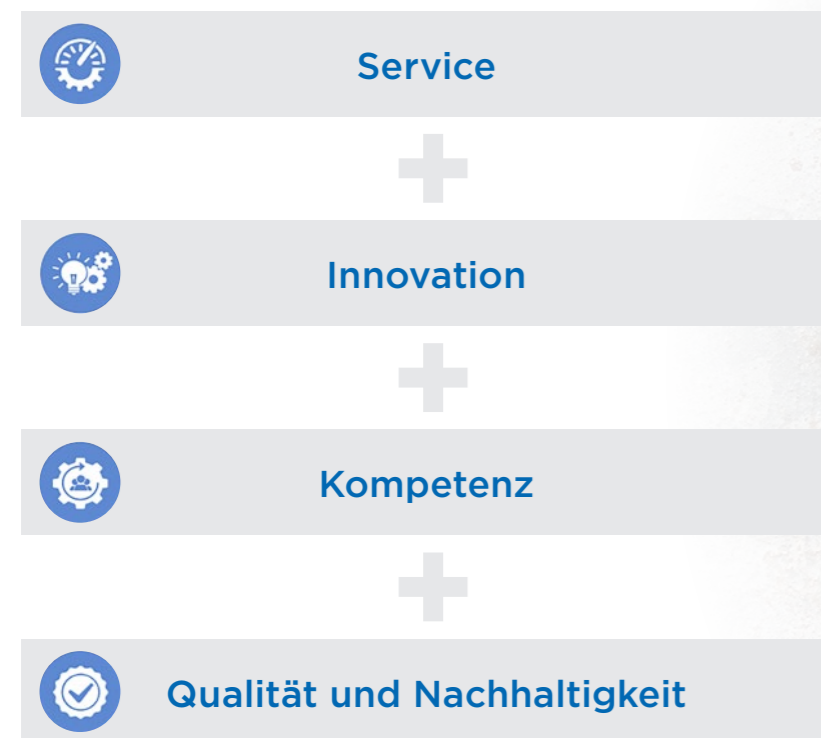 Service
Innovation
Kompetenz
Qualität und Nachhaltigkeit